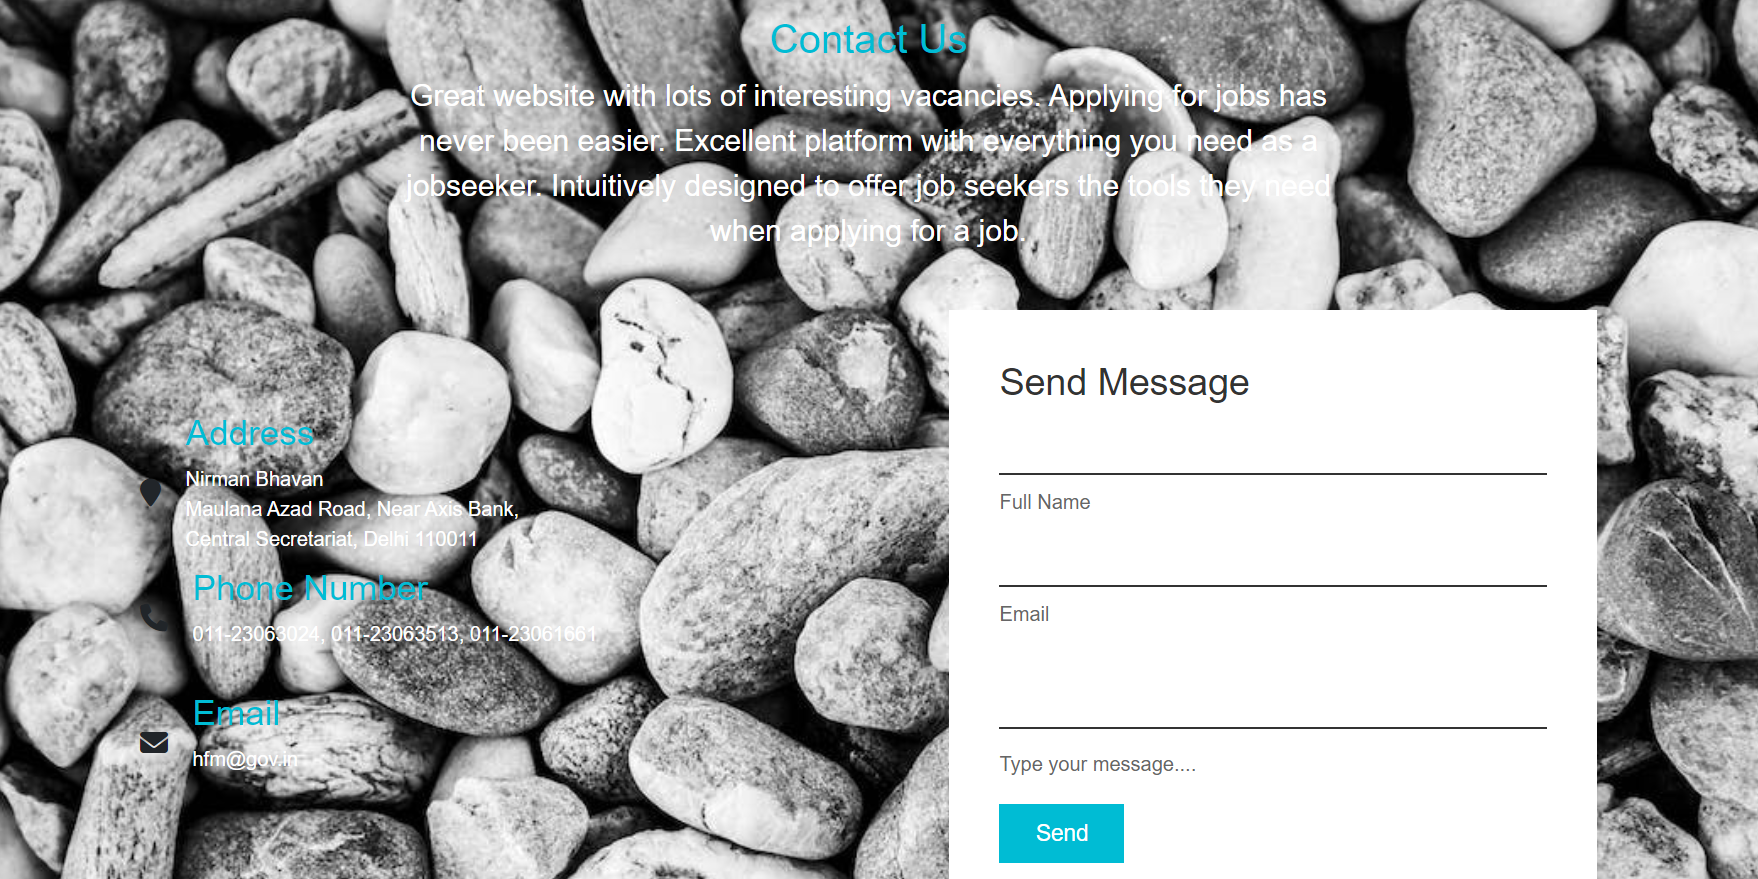 Contact Us
Great website with lots of interesting vacancies. Applying for jobs has
never been easier. Excellent platform with everything you need as a
jobseeker. Intuitively designed to offer job seekers the tools they need
when applying for a job.
Address
Nirman Bhavan
Maulana Azad Road, Near Axis Bank,
Central Secretariat, Delhi 110011
Phone Number
011-23063024, 011-23063513, 011-23061661
Email
hfm@gov.in
Send Message
Full Name
Email
Type your message....
Send